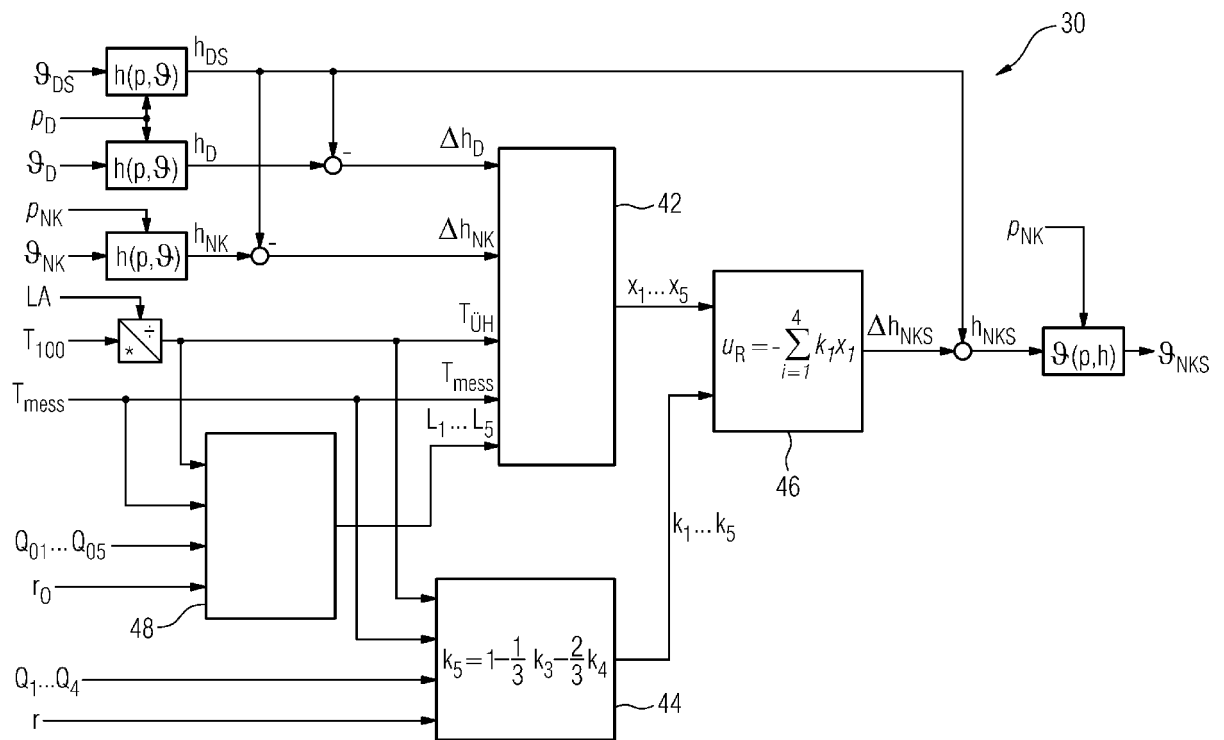 30
ϑDS
h(p,ϑ)
hDS
pD
ϑD
h(p,ϑ)
hD
-
ΔhD
42
pNK
ϑNK
h(p,ϑ)
hNK
-
ΔhNK
pNK
LA
T100
* ÷
TÜH
x1...x5
uR = - 4 Σ i=1 k1x1
ΔhNKS
hNKS
ϑ(p,h)
ϑNKS
Tmess
Tmess
L1...L5
46
k1...k5
Q01...Q05
r0
48
k5 = 1 - 1/3 k3 - 2/3 k4
Q1...Q4
r
44